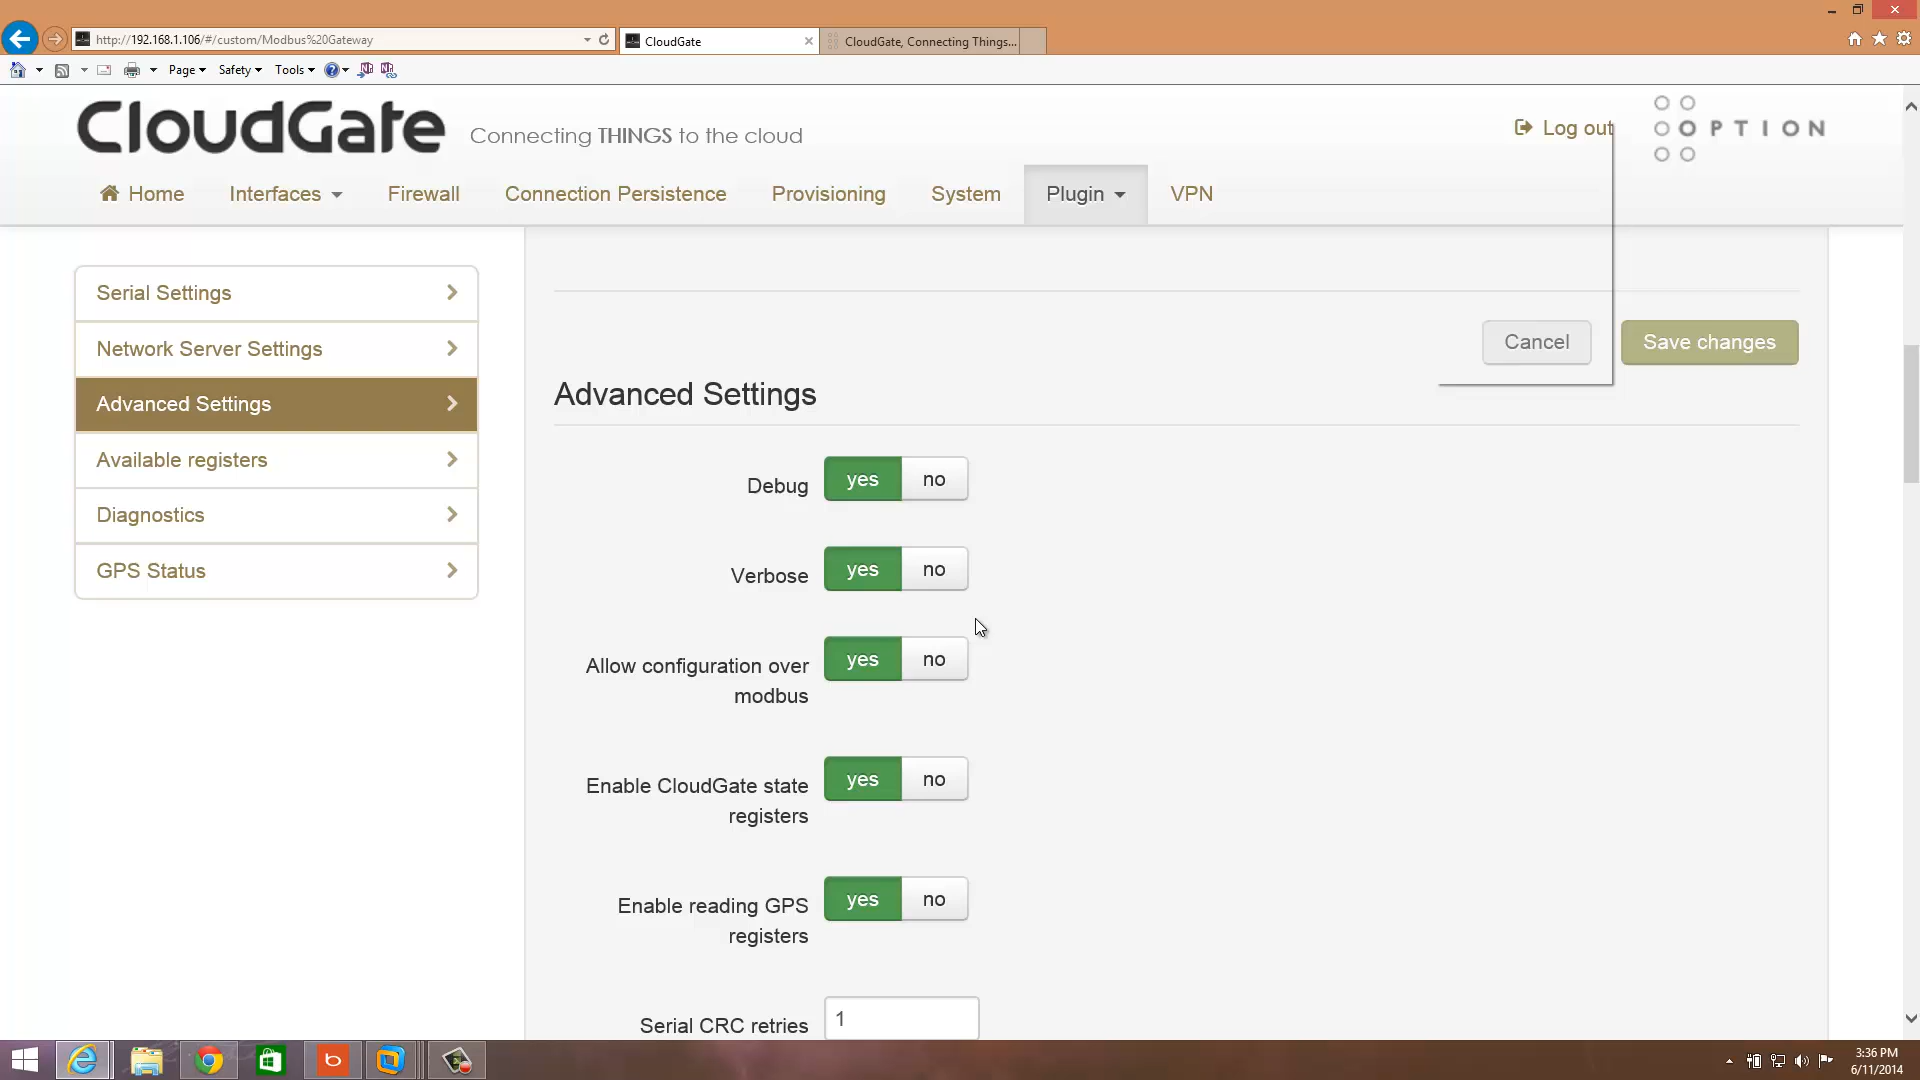 http://192.168.1.106/#/custom/Modbus%20Gateway
CloudGate
CloudGate, Connecting Things...
Page
Safety
Tools
CloudGate
Connecting THINGS to the cloud
Log out
OPTION
Home
Interfaces
Firewall
Connection Persistence
Provisioning
System
Plugin
VPN
Serial Settings
Network Server Settings
Advanced Settings
Available registers
Diagnostics
GPS Status
Cancel
Save changes
Advanced Settings
Debug
yes
no
Verbose
yes
no
Allow configuration over
modbus
yes
no
Enable CloudGate state
registers
yes
no
Enable reading GPS
registers
yes
no
Serial CRC retries
1
3:36 PM
6/11/2014